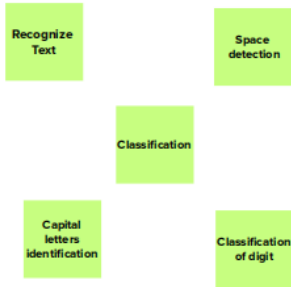 Recognize
Text
Space
detection
Classification
Capital
letters
identification
Classification
of digit